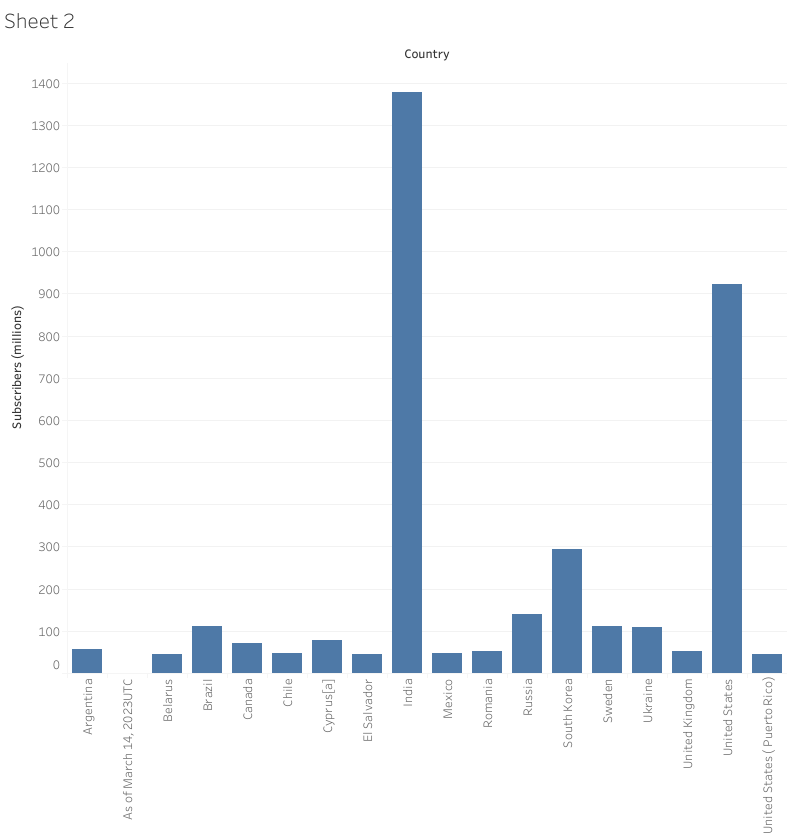 Sheet 2
Country
Subscribers (millions)
1400
1300
1200
1100
1000
900
800
700
600
500
400
300
200
100
0
Argentina
As of March 14, 2023UTC
Belarus
Brazil
Canada
Chile
Cyprus[a]
El Salvador
India
Mexico
Romania
Russia
South Korea
Sweden
Ukraine
United Kingdom
United States
United States ( Puerto Rico)